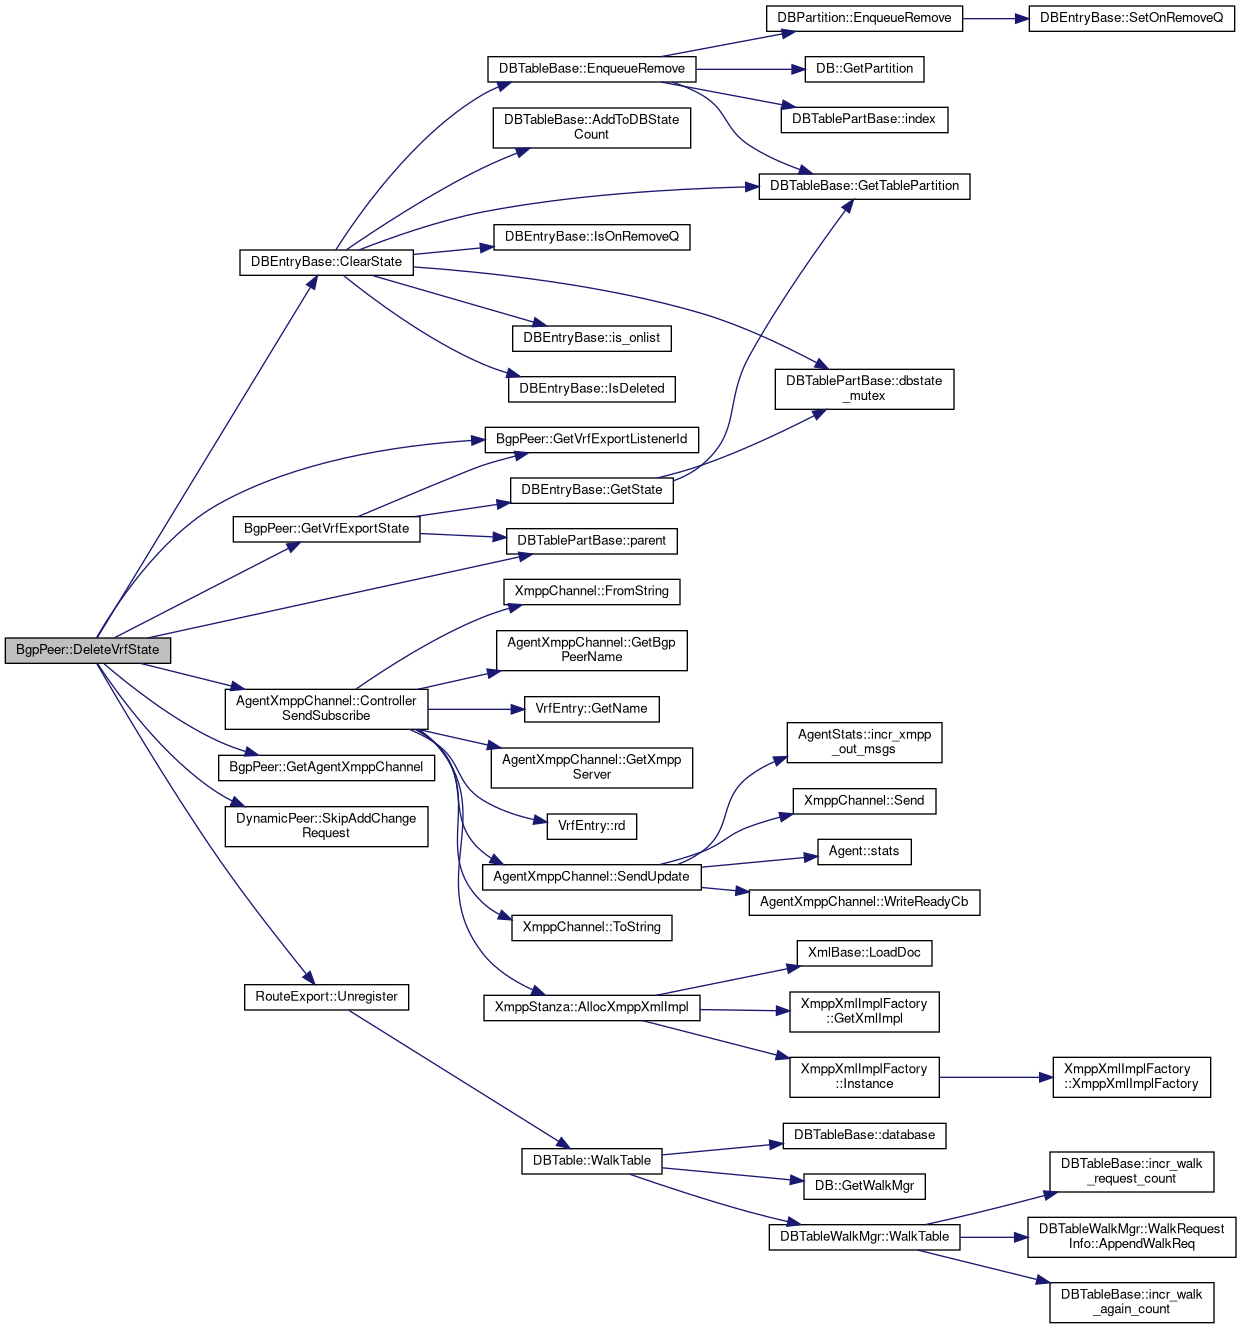 DBPartition::EnqueueRemove
DBEntryBase::SetOnRemoveQ
DBTableBase::EnqueueRemove
DB::GetPartition
DBTablePartBase::index
DBTableBase::AddToDBState
Count
DBTableBase::GetTablePartition
DBEntryBase::IsOnRemoveQ
DBEntryBase::ClearState
DBEntryBase::is_onlist
DBEntryBase::IsDeleted
DBTablePartBase::dbstate
_mutex
BgpPeer::GetVrfExportListenerId
DBEntryBase::GetState
BgpPeer::GetVrfExportState
DBTablePartBase::parent
XmppChannel::FromString
BgpPeer::DeleteVrfState
AgentXmppChannel::GetBgp
PeerName
AgentXmppChannel::Controller
SendSubscribe
VrfEntry::GetName
AgentStats::incr_xmpp
_out_msgs
BgpPeer::GetAgentXmppChannel
AgentXmppChannel::GetXmpp
Server
XmppChannel::Send
DynamicPeer::SkipAddChange
Request
VrfEntry::rd
Agent::stats
AgentXmppChannel::SendUpdate
AgentXmppChannel::WriteReadyCb
XmppChannel::ToString
XmlBase::LoadDoc
RouteExport::Unregister
XmppStanza::AllocXmppXmlImpl
XmppXmlImplFactory
::GetXmlImpl
XmppXmlImplFactory
::Instance
XmppXmlImplFactory
::XmppXmlImplFactory
DBTableBase::database
DBTable::WalkTable
DB::GetWalkMgr
DBTableBase::incr_walk
_request_count
DBTableWalkMgr::WalkTable
DBTableWalkMgr::WalkRequest
Info::AppendWalkReq
DBTableBase::incr_walk
_again_count